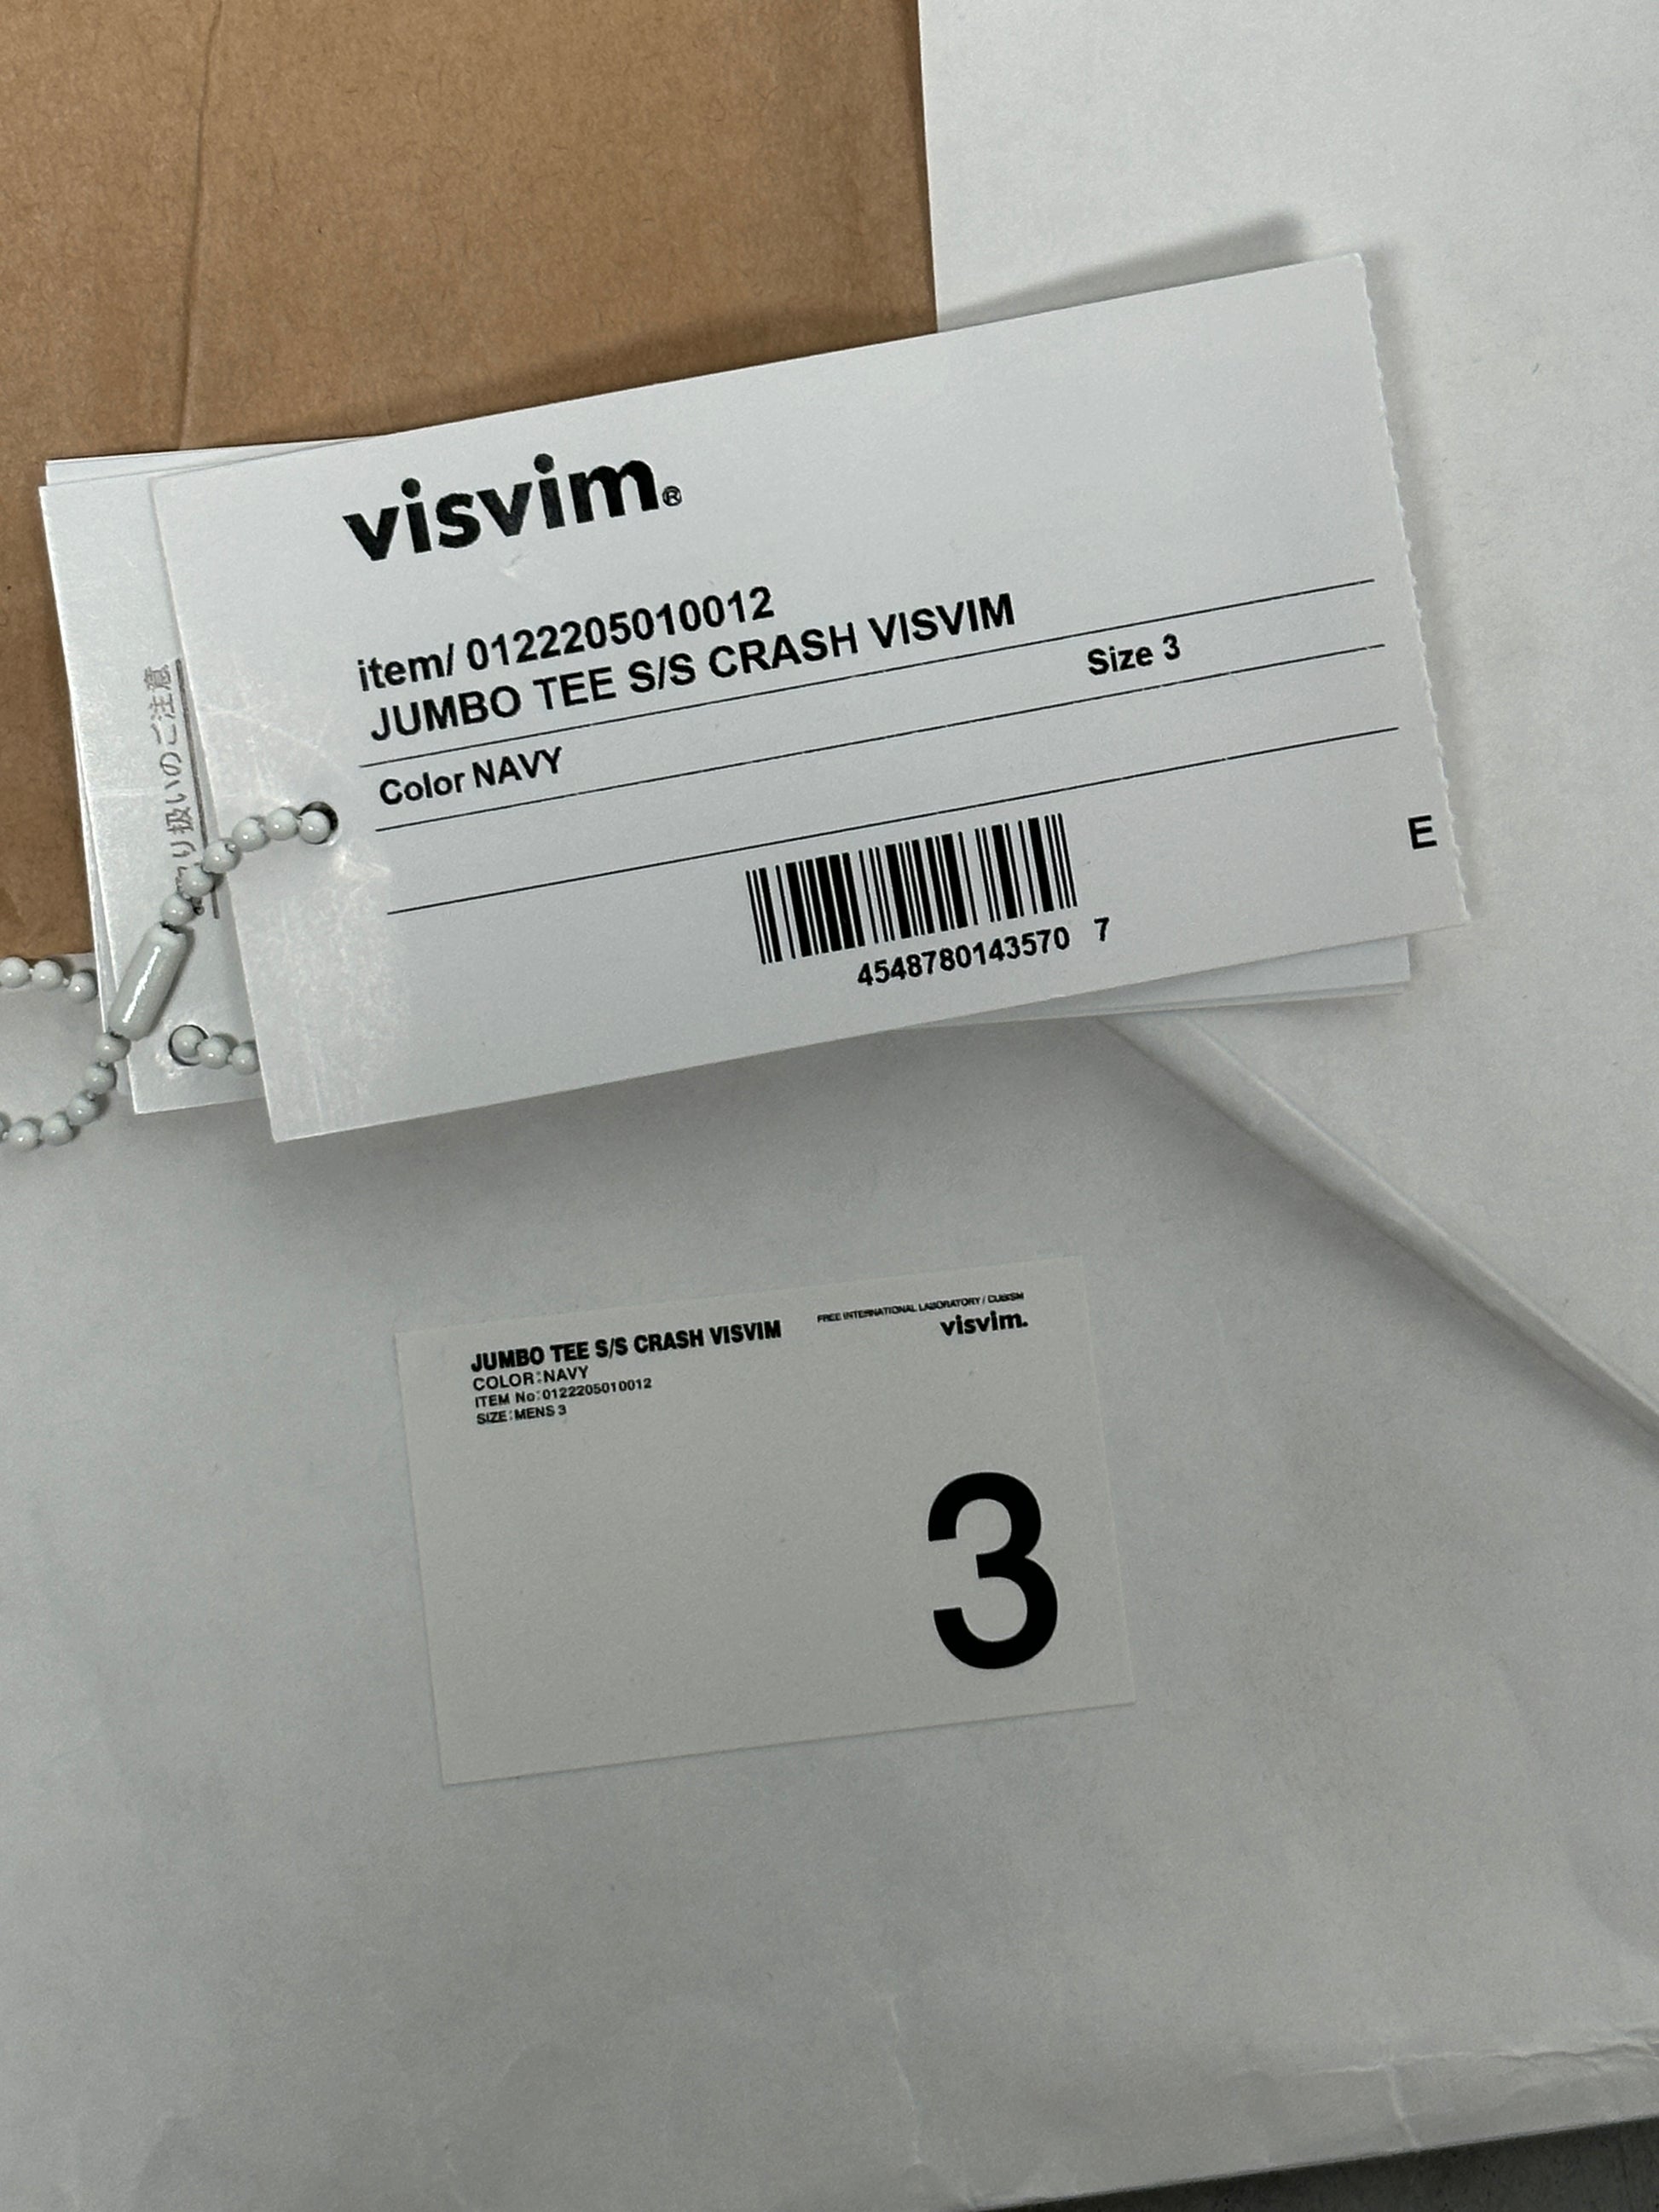 visvim.®
item/ 0122205010012
JUMBO TEE S/S CRASH VISVIM
Color NAVY Size 3
4548780143570 7
E
り扱いのご注意
JUMBO TEE S/S CRASH VISVIM
COLOR:NAVY
ITEM No:0122205010012
SIZE:MENS 3
FREE INTERNATIONAL LABORATORY / CUBISM
visvim.
3